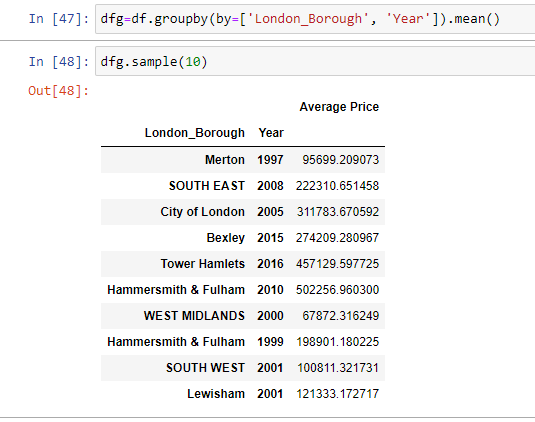 In [47]: dfg=df.groupby(by=['London_Borough', 'Year']).mean()
In [48]: dfg.sample(10)
Out[48]:
Average Price
London_Borough Year
Merton 1997 95699.209073
SOUTH EAST 2008 222310.651458
City of London 2005 311783.670592
Bexley 2015 274209.280967
Tower Hamlets 2016 457129.597725
Hammersmith & Fulham 2010 502256.960300
WEST MIDLANDS 2000 67872.316249
Hammersmith & Fulham 1999 198901.180225
SOUTH WEST 2001 100811.321731
Lewisham 2001 121333.172717